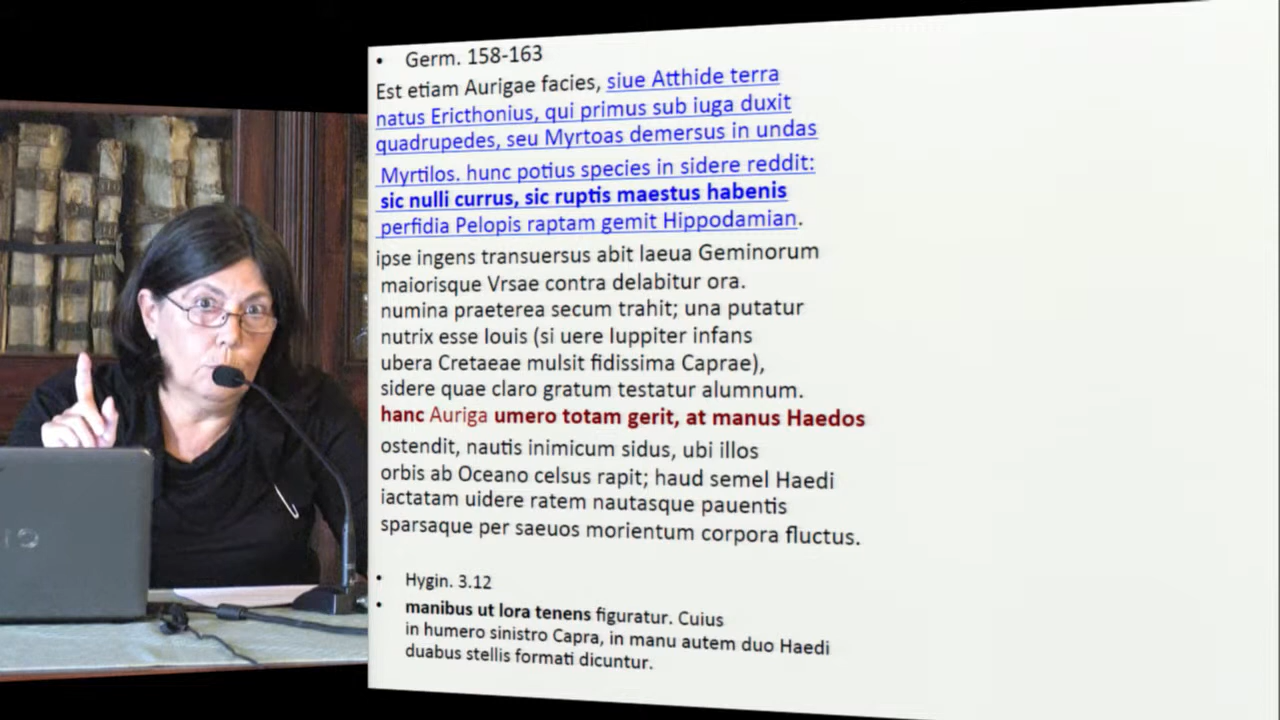 • Germ. 158-163
Est etiam Aurigae facies, siue Atthide terra
natus Ericthonius, qui primus sub iuga duxit
quadrupedes, seu Myrtoas demersus in undas
Myrtilos. hunc potius species in sidere reddit:
sic nulli currus, sic ruptis maestus habenis
perfidia Pelopis raptam gemit Hippodamian.
ipse ingens transuersus abit laeua Geminorum
maiorisque Vrsae contra delabitur ora.
numina praeterea secum trahit; una putatur
nutrix esse Iouis (si uere Iuppiter infans
ubera Cretaeae mulsit fidissima Caprae),
sidere quae claro gratum testatur alumnum.
hanc Auriga umero totam gerit, at manus Haedos
ostendit, nautis inimicum sidus, ubi illos
orbis ab Oceano celsus rapit; haud semel Haedi
iactatam uidere ratem nautasque pauentis
sparsaque per saeuos morientum corpora fluctus.
• Hygin. 3.12
• manibus ut lora tenens figuratur. Cuius
in humero sinistro Capra, in manu autem duo Haedi
duabus stellis formati dicuntur.